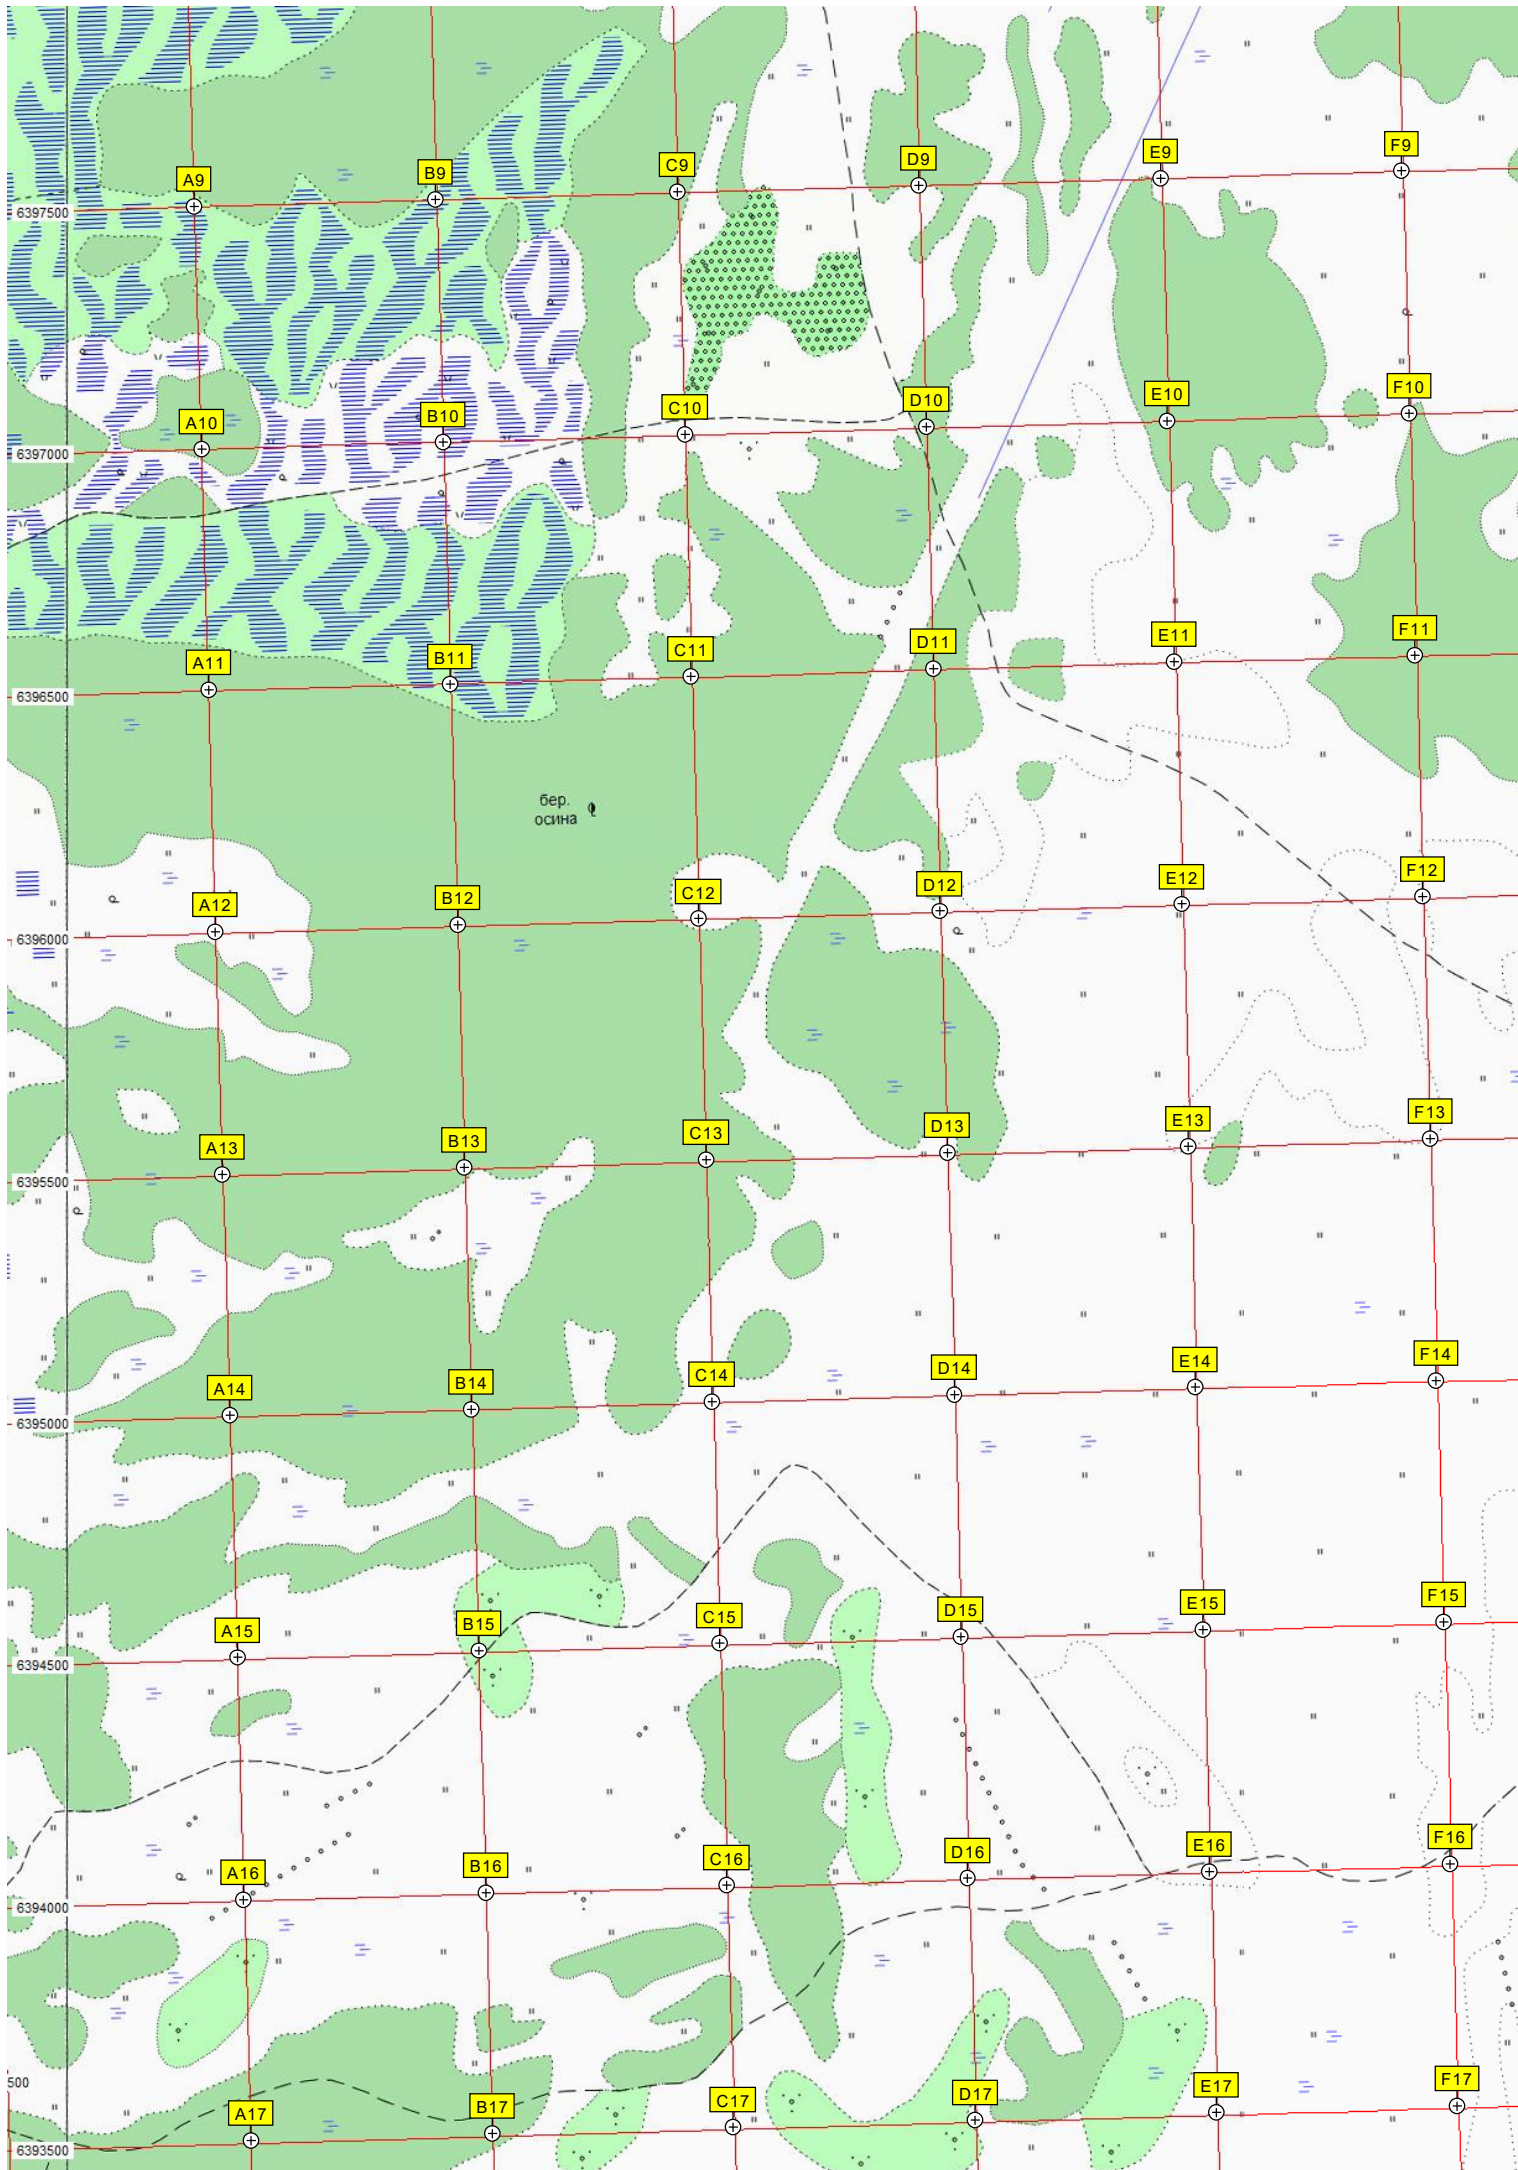 A9 B9 C9 D9 E9 F9
6397500
A10 B10 C10 D10 E10 F10
6397000
A11 B11 C11 D11 E11 F11
6396500
бер.
осина
A12 B12 C12 D12 E12 F12
6396000
A13 B13 C13 D13 E13 F13
6395500
A14 B14 C14 D14 E14 F14
6395000
A15 B15 C15 D15 E15 F15
6394500
A16 B16 C16 D16 E16 F16
6394000
500
A17 B17 C17 D17 E17 F17
6393500